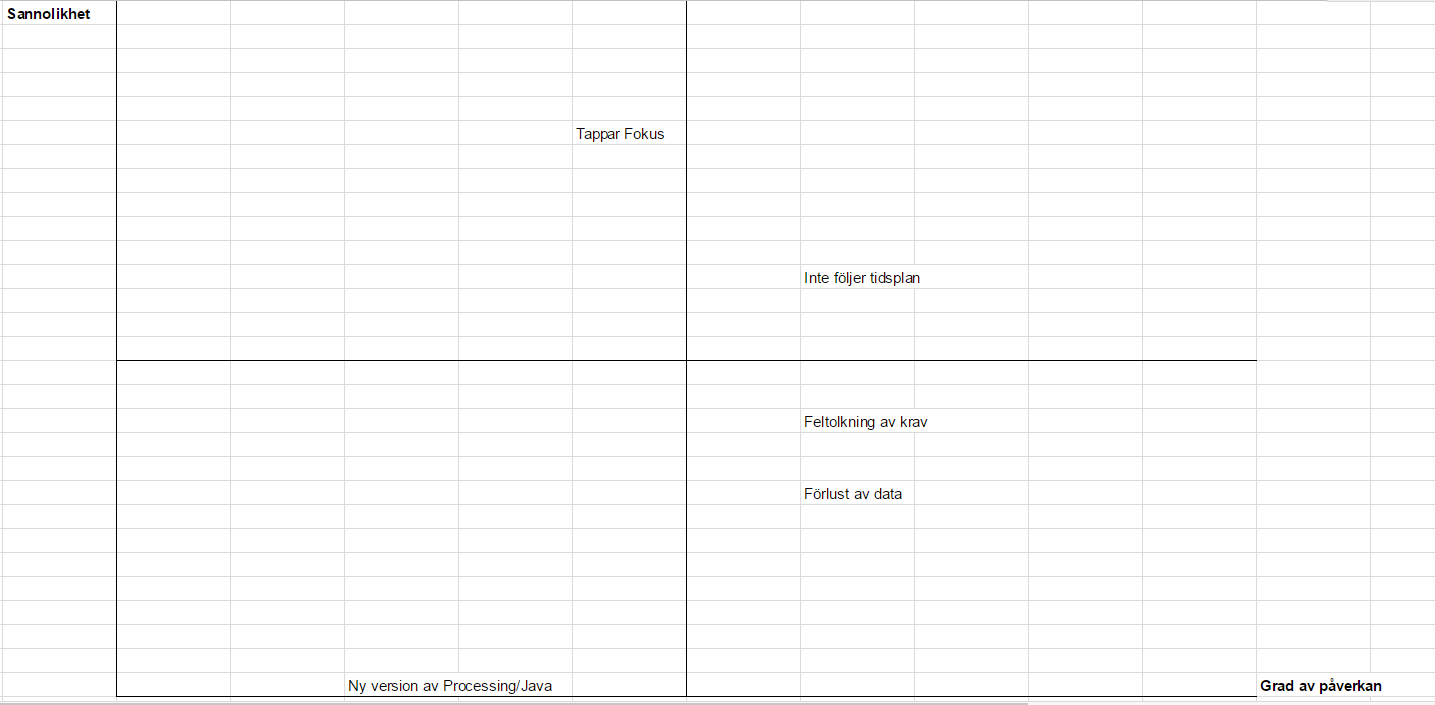 Sannolikhet
Tappar Fokus
Inte följer tidsplan
Feltolkning av krav
Förlust av data
Ny version av Processing/Java
Grad av påverkan